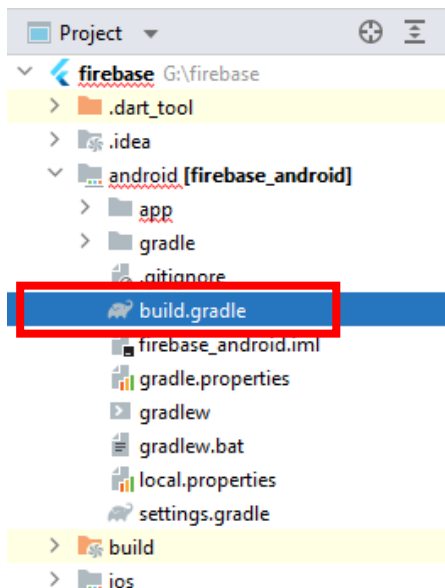 Project
firebase G:\firebase
.dart_tool
.idea
android [firebase_android]
app
gradle
.gitignore
build.gradle
firebase_android.iml
gradle.properties
gradlew
gradlew.bat
local.properties
settings.gradle
build
ios